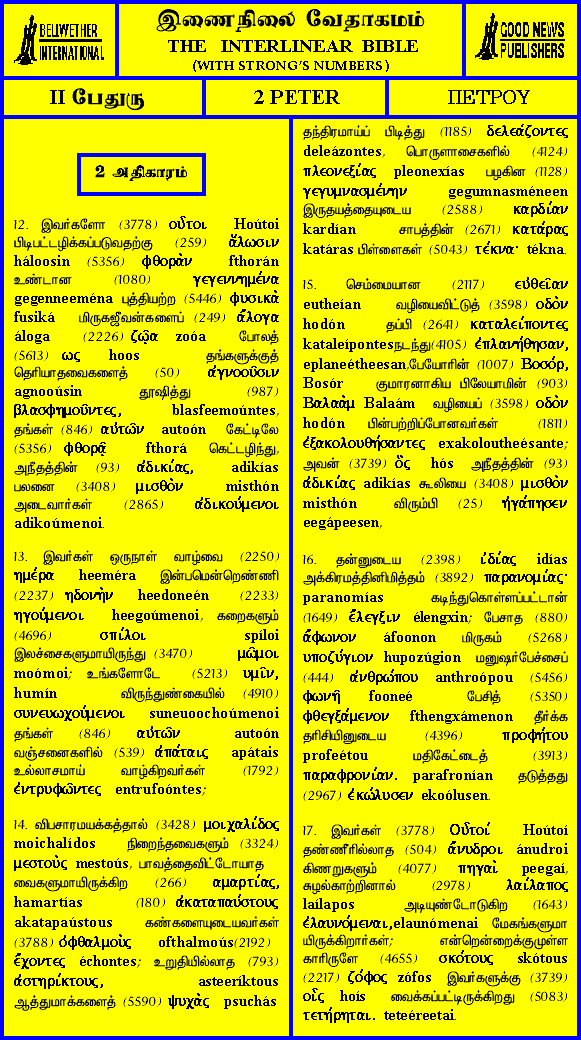 BELLWETHER
INTERNATIONAL
இணைநிலை வேதாகமம்
THE INTERLINEAR BIBLE
(WITH STRONG'S NUMBERS)
GOOD NEWS
PUBLISHERS
II பேதுரு
2 PETER
ΠΕΤΡΟΥ
2 அதிகாரம்
12. இவர்களோ (3778) οὗτοι Hoútoi
பிடிபட்டழிக்கப்படுவதற்கு (259) ἅλωσιν
háloosin (5356) φθορὰν fthorán
உண்டான (1080) γεγεννημένα
gegenneeména புத்தியற்ற (5446) φυσικὰ
fusiká மிருகஜீவன்களைப் (249) ἄλογα
áloga (2226) ζῷα zoóa போலத்
(5613) ως hoos தங்களுக்குத்
தெரியாதவைகளைத் (50) ἀγνοοῦσιν
agnooúsin தூஷித்து (987)
βλασφημοῦντες, blasfeemoúntes,
தங்கள் (846) αὐτῶν autoón கேட்டிலே
(5356) φθορᾷ fthorá கெட்டழிந்து,
அநீதத்தின் (93) ἀδικίας, adikías
பலனை (3408) μισθὸν misthón
அடைவார்கள் (2865) ἀδικούμενοι
adikoúmenoi.
13. இவர்கள் ஒருநாள் வாழ்வை (2250)
ημέρα heeméra இன்பமென்றெண்ணி
(2237) ηδονὴν heedoneén (2233)
ηγούμενοι heegoúmenoi, கறைகளும்
(4696) σπίλοι spíloi
இலச்சைகளுமாயிருந்து (3470) μῶμοι
moómoi; உங்களோடே (5213) υμῖν,
humín விருந்துண்கையில் (4910)
συνευωχούμενοι suneuoochoúmenoi
தங்கள் (846) αὐτῶν autoón
வஞ்சனைகளில் (539) ἀπάταις apátais
உல்லாசமாய் வாழ்கிறவர்கள் (1792)
ἐντρυφῶντες entrufoóntes;
14. விபசாரமயக்கத்தால் (3428) μοιχαλίδος
moichalídos நிறைந்தவைகளும் (3324)
μεστοὺς mestoús, பாவத்தைவிட்டோயாத
வைகளுமாயிருக்கிற (266) αμαρτίας,
hamartías (180) ἀκαταπαύστους
akatapaústous கண்களையுடையவர்கள்
(3788) ὀφθαλμοὺς ofthalmoús(2192)
ἔχοντες échontes; உறுதியில்லாத (793)
ἀστηρίκτους, asteeríktous
ஆத்துமாக்களைத் (5590) ψυχὰς psuchás
தந்திரமாய்ப் பிடித்து (1185) δελεάζοντες
deleázontes, பொருளாசைகளில் (4124)
πλεονεξίας pleonexías பழகின (1128)
γεγυμνασμένην gegumnasméneen
இருதயத்தையுடைய (2588) καρδίαν
kardían சாபத்தின் (2671) κατάρας
katáras பிள்ளைகள் (5043) τέκνα· tékna.
15. செம்மையான (2117) εὐθεῖαν
eutheían வழியைவிட்டுத் (3598) οδὸν
hodón தப்பி (2641) καταλείποντες
kataleípontesநடந்து(4105) ἐπλανήθησαν,
eplaneétheesan,பேயோரின் (1007) Βοσόρ,
Bosór குமாரனாகிய பிலேயாமின் (903)
Βαλαὰμ Balaám வழியைப் (3598) οδὸν
hodón பின்பற்றிப்போனவர்கள் (1811)
ἐξακολουθήσαντες exakoloutheésante;
அவன் (3739) ὃς hós அநீதத்தின் (93)
ἀδικίας adikías கூலியை (3408) μισθὸν
misthón விரும்பி (25) ἠγάπησεν
eegápeesen,
16. தன்னுடைய (2398) ἰδίας idías
அக்கிரமத்தினிமித்தம் (3892) παρανομίας·
paranomías கடிந்துகொள்ளப்பட்டான்
(1649) ἔλεγξιν élengxin; பேசாத (880)
ἄφωνον áfoonon மிருகம் (5268)
υποζύγιον hupozúgion மனுஷர்பேச்சைப்
(444) ἀνθρώπου anthroópou (5456)
φωνῇ fooneé பேசித் (5350)
φθεγξάμενον fthengxámenon தீர்க்க
தரிசியினுடைய (4396) προφήτου
profeétou மதிகேட்டைத் (3913)
παραφρονίαν. parafronían தடுத்தது
(2967) ἐκώλυσεν ekoólusen.
17. இவர்கள் (3778) Οὗτοί Hoútoí
தண்ணீரில்லாத (504) ἄνυδροι ánudroi
கிணறுகளும் (4077) πηγαὶ peegaí,
சுழல்காற்றினால் (2978) λαίλαπος
laílapos அடியுண்டோடுகிற (1643)
ἐλαυνόμεναι,elaunómenai மேகங்களுமா
யிருக்கிறார்கள்; என்றென்றைக்குமுள்ள
காரிருளே (4655) σκότους skótous
(2217) ζόφος zófos இவர்களுக்கு (3739)
οἷς hoís வைக்கப்பட்டிருக்கிறது (5083)
τετήρηται. teteéreetai.